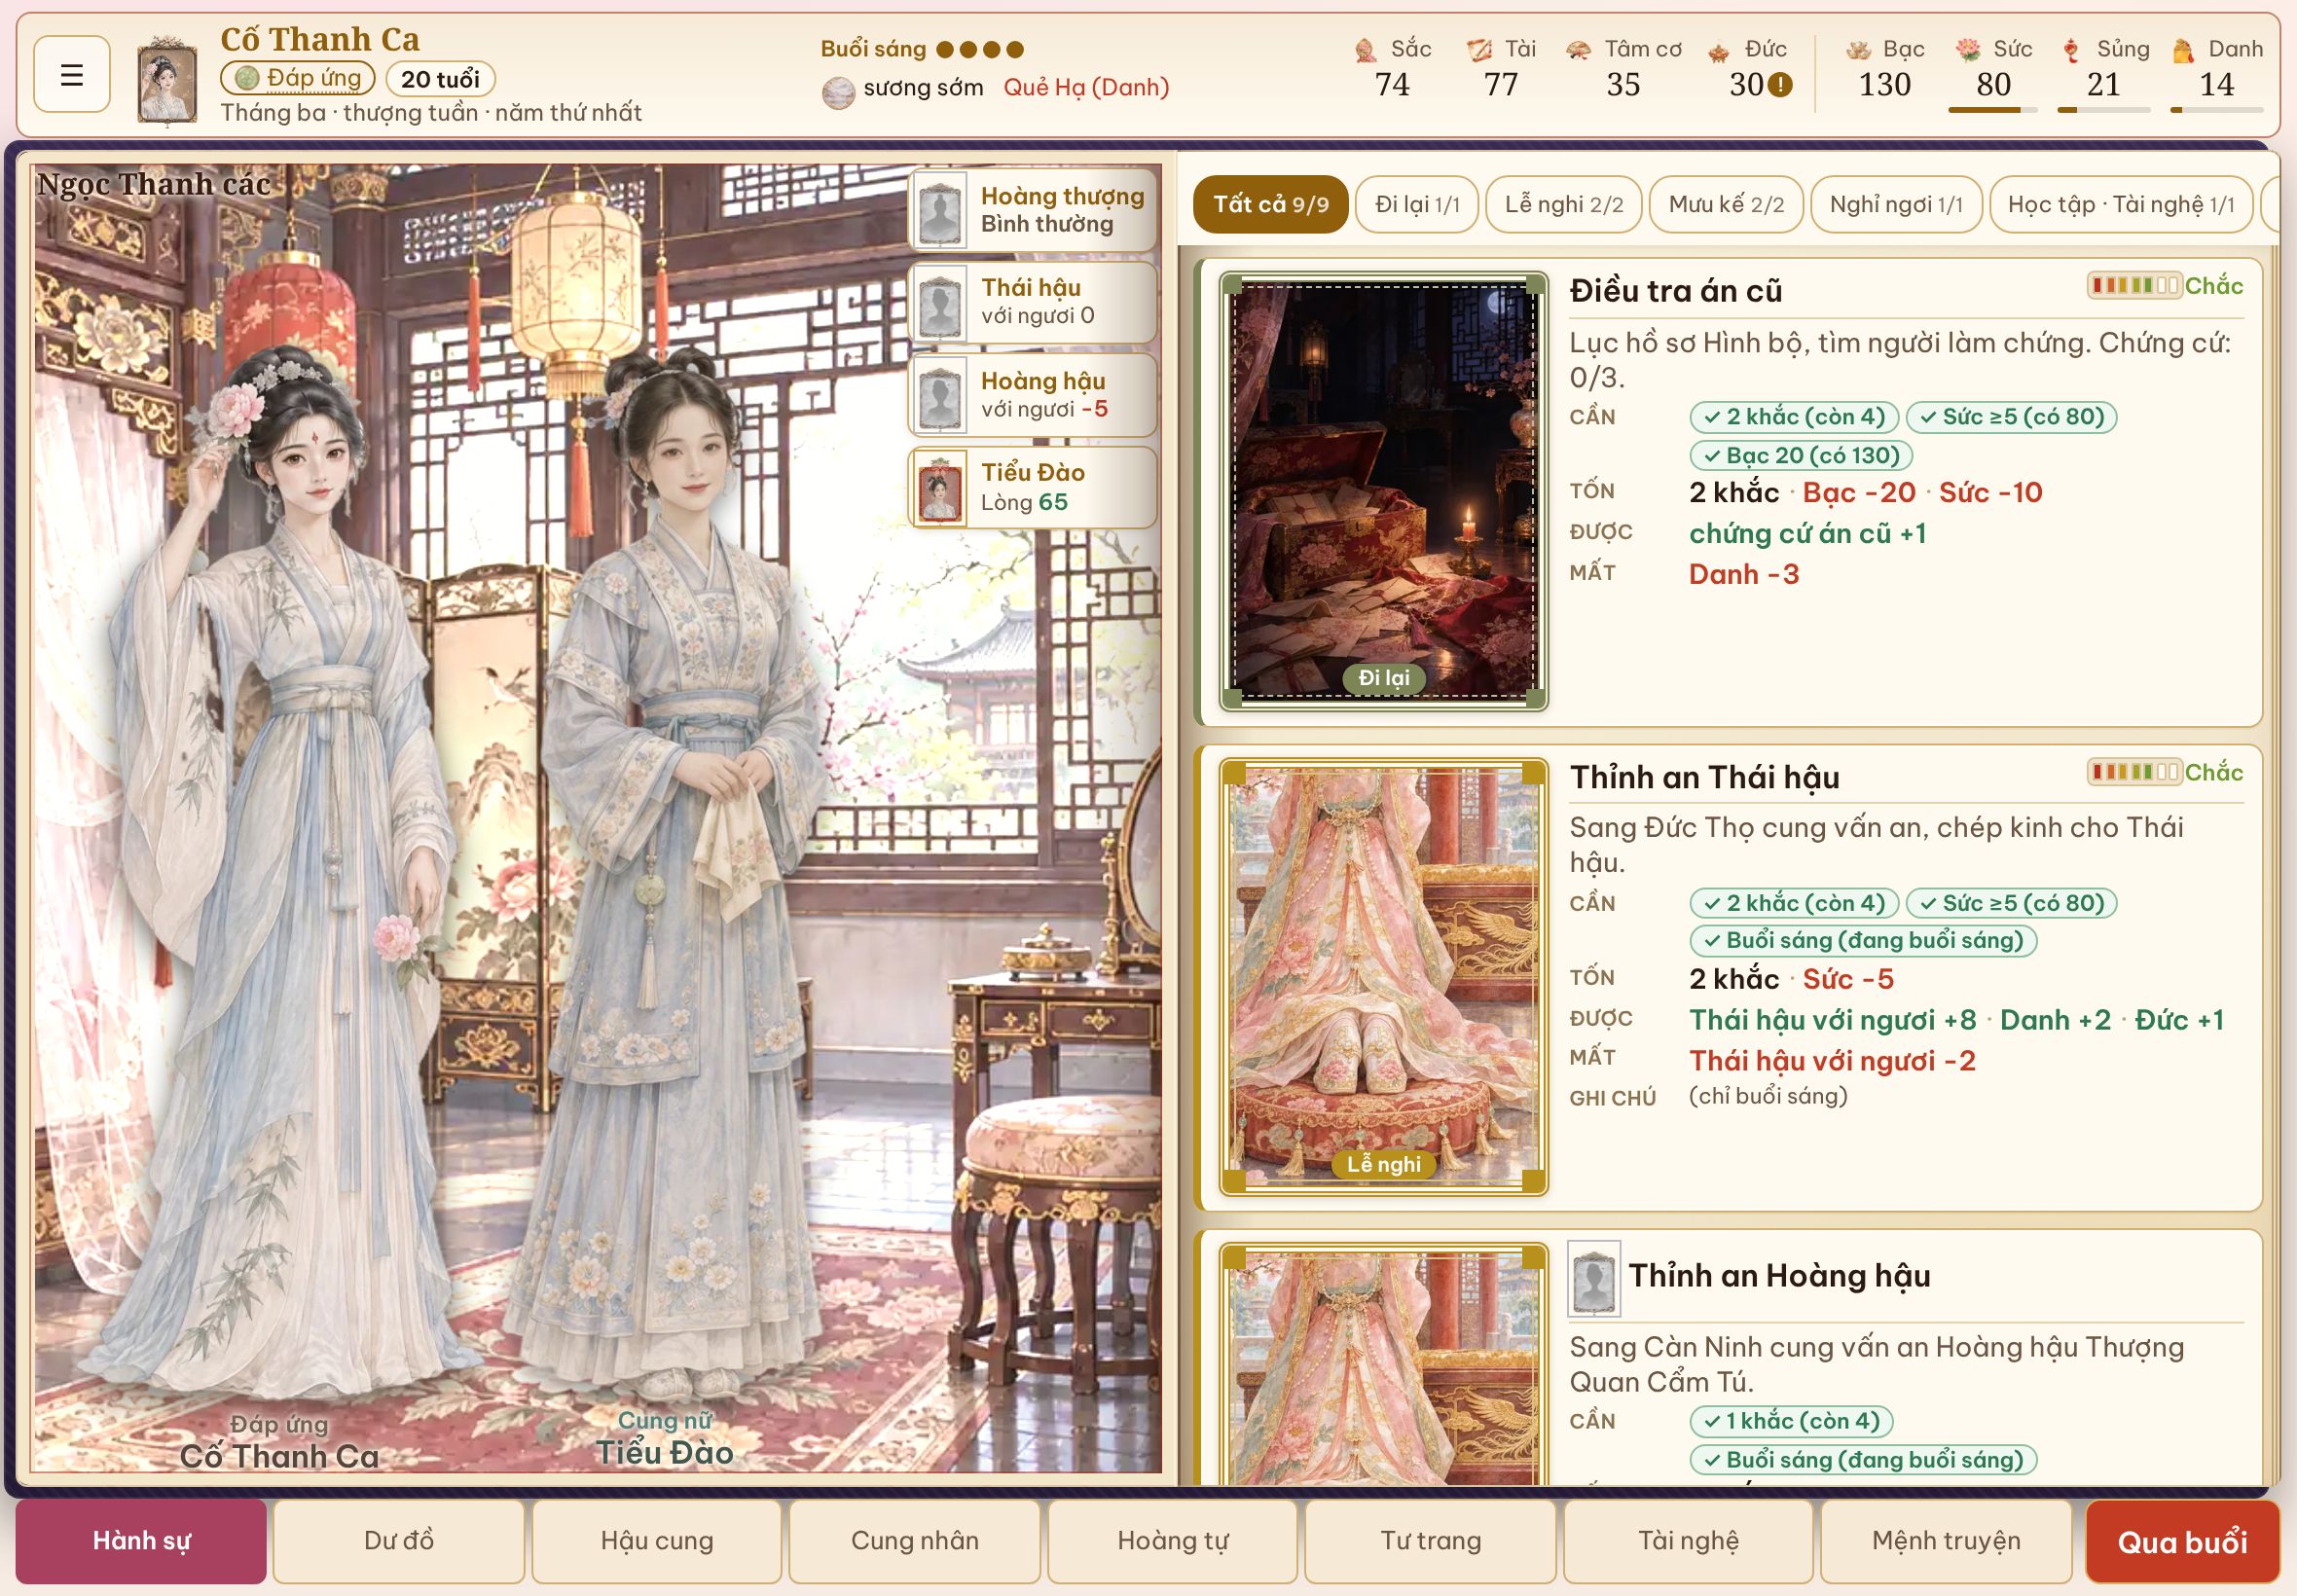 ☰
Cố Thanh Ca
Đáp ứng 20 tuổi
Tháng ba · thượng tuần · năm thứ nhất
Buổi sáng
sương sớm Quẻ Hạ (Danh)
Sắc Tài Tâm cơ Đức Bạc Sức Sủng Danh
74 77 35 30 ! 130 80 21 14
Ngọc Thanh các
Hoàng thượng
Bình thường
Thái hậu
với ngươi 0
Hoàng hậu
với ngươi -5
Tiểu Đào
Lòng 65
Đáp ứng
Cố Thanh Ca
Cung nữ
Tiểu Đào
Tất cả 9/9 Đi lại 1/1 Lễ nghi 2/2 Mưu kế 2/2 Nghỉ ngơi 1/1 Học tập · Tài nghệ 1/1
Điều tra án cũ Chắc
Lục hồ sơ Hình bộ, tìm người làm chứng. Chứng cứ:
0/3.
CẦN ✓ 2 khắc (còn 4) ✓ Sức ≥5 (có 80)
✓ Bạc 20 (có 130)
TỐN 2 khắc · Bạc -20 · Sức -10
ĐƯỢC chứng cứ án cũ +1
MẤT Danh -3
Đi lại
Thỉnh an Thái hậu Chắc
Sang Đức Thọ cung vấn an, chép kinh cho Thái
hậu.
CẦN ✓ 2 khắc (còn 4) ✓ Sức ≥5 (có 80)
✓ Buổi sáng (đang buổi sáng)
TỐN 2 khắc · Sức -5
ĐƯỢC Thái hậu với ngươi +8 · Danh +2 · Đức +1
MẤT Thái hậu với ngươi -2
GHI CHÚ (chỉ buổi sáng)
Lễ nghi
Thỉnh an Hoàng hậu
Sang Càn Ninh cung vấn an Hoàng hậu Thượng
Quan Cẩm Tú.
CẦN ✓ 1 khắc (còn 4)
✓ Buổi sáng (đang buổi sáng)
Hành sự Dư đồ Hậu cung Cung nhân Hoàng tự Tư trang Tài nghệ Mệnh truyện Qua buổi